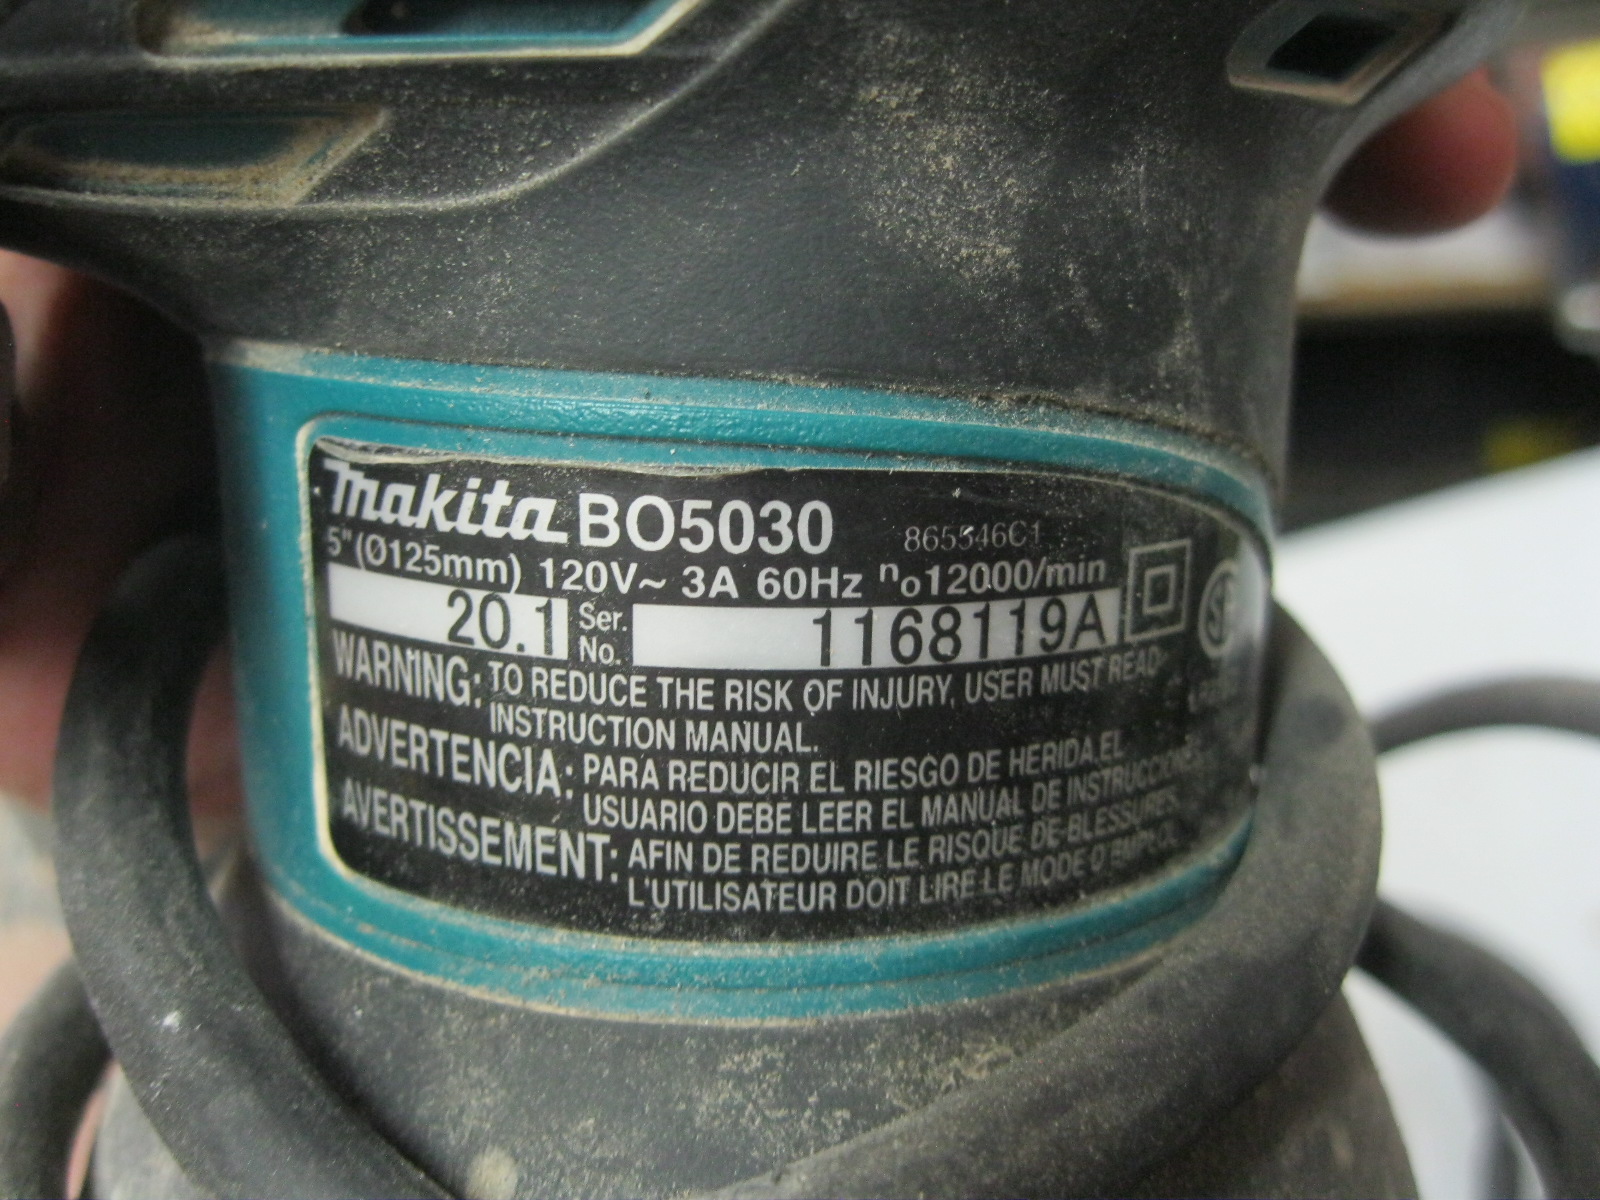 makita BO5030 865546C1
5" (Ø125mm) 120V~ 3A 60Hz no12000/min
20.1 Ser. No. 1168119A
WARNING: TO REDUCE THE RISK OF INJURY, USER MUST READ
INSTRUCTION MANUAL.
ADVERTENCIA: PARA REDUCIR EL RIESGO DE HERIDA.EL
USUARIO DEBE LEER EL MANUAL DE INSTRUCCIONES
AVERTISSEMENT: AFIN DE REDUIRE LE RISQUE DE BLESSURES,
L'UTILISATEUR DOIT LIRE LE MODE D'EMPLOI